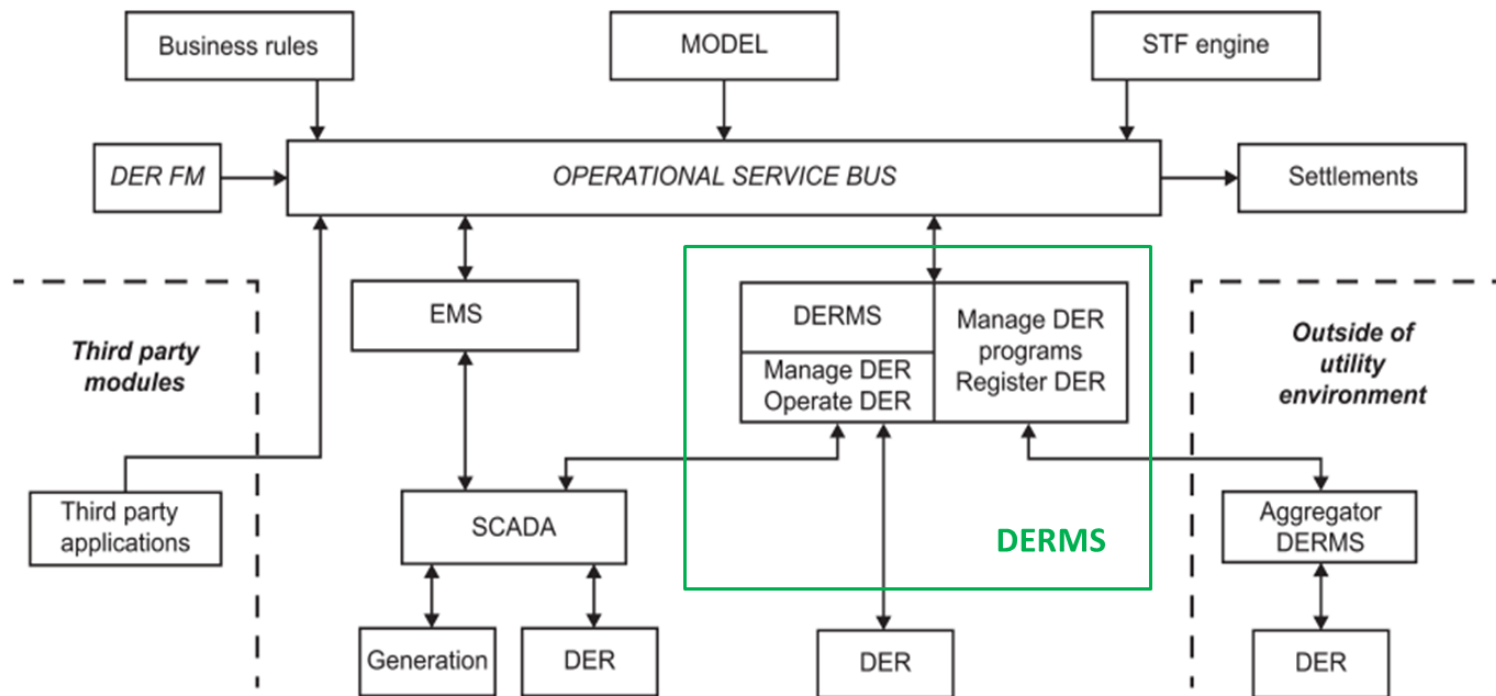 Business rules
MODEL
STF engine
DER FM
OPERATIONAL SERVICE BUS
Settlements
Third party
modules
EMS
DERMS
Manage DER
Operate DER
Manage DER
programs
Register DER
Outside of
utility
environment
Third party
applications
SCADA
DERMS
Aggregator
DERMS
Generation
DER
DER
DER